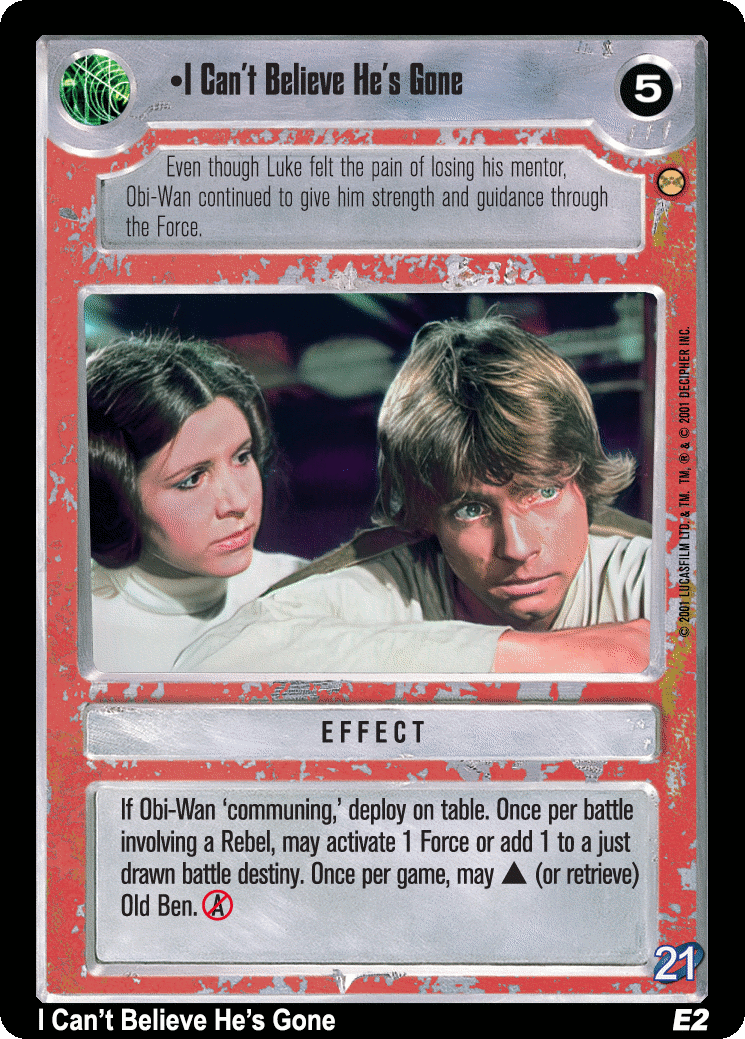 •I Can't Believe He's Gone
5
Even though Luke felt the pain of losing his mentor,
Obi-Wan continued to give him strength and guidance through
the Force.
© 2001 LUCASFILM LTD. & TM. TM, ® & © 2001 DECIPHER INC.
EFFECT
If Obi-Wan ‘communing,’ deploy on table. Once per battle
involving a Rebel, may activate 1 Force or add 1 to a just
drawn battle destiny. Once per game, may ▲ (or retrieve)
Old Ben. A
21
I Can't Believe He's Gone
E2